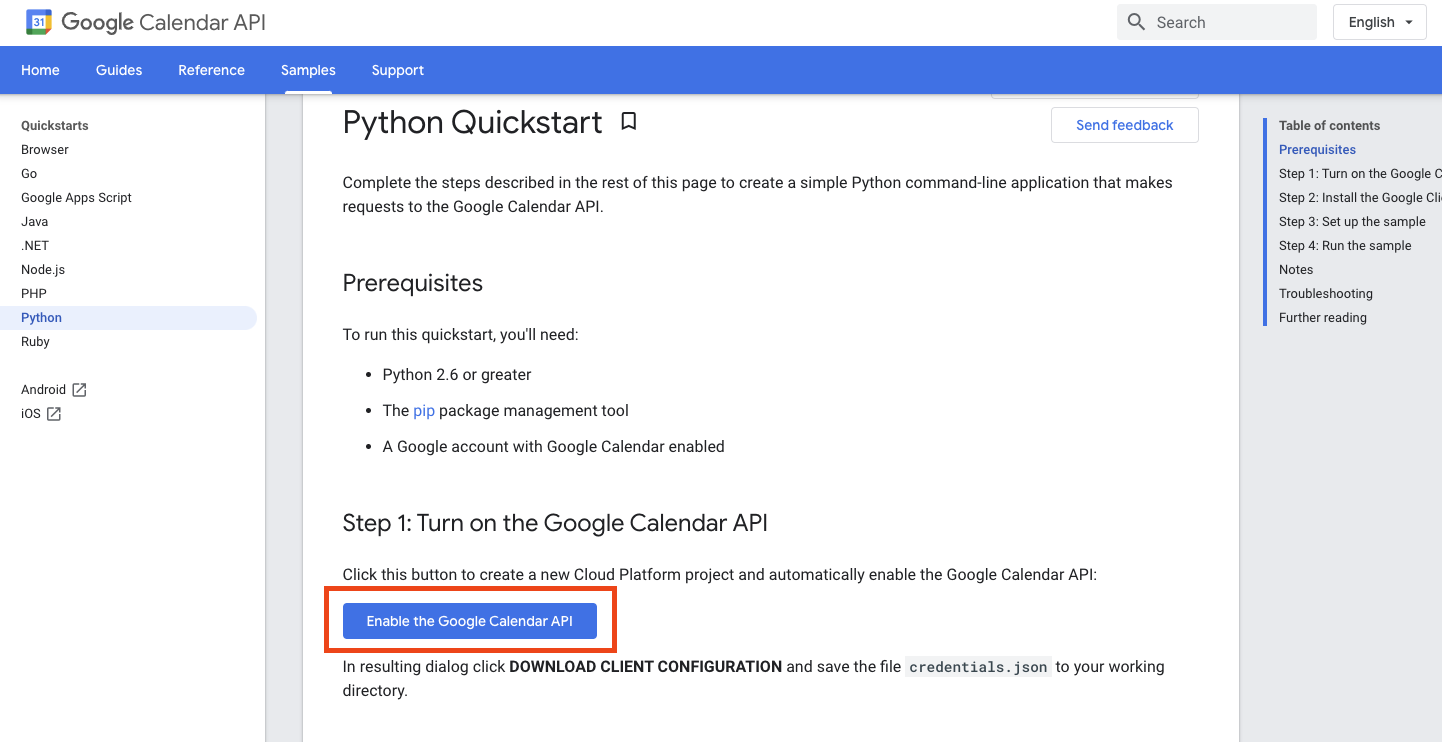 31 Google Calendar API
Search
English
Home Guides Reference Samples Support
Quickstarts
Browser
Go
Google Apps Script
Java
.NET
Node.js
PHP
Python
Ruby
Android
iOS
Python Quickstart
Send feedback
Complete the steps described in the rest of this page to create a simple Python command-line application that makes
requests to the Google Calendar API.
Prerequisites
To run this quickstart, you'll need:
• Python 2.6 or greater
• The pip package management tool
• A Google account with Google Calendar enabled
Step 1: Turn on the Google Calendar API
Click this button to create a new Cloud Platform project and automatically enable the Google Calendar API:
Enable the Google Calendar API
In resulting dialog click DOWNLOAD CLIENT CONFIGURATION and save the file credentials.json to your working
directory.
Table of contents
Prerequisites
Step 1: Turn on the Google C
Step 2: Install the Google Cli
Step 3: Set up the sample
Step 4: Run the sample
Notes
Troubleshooting
Further reading